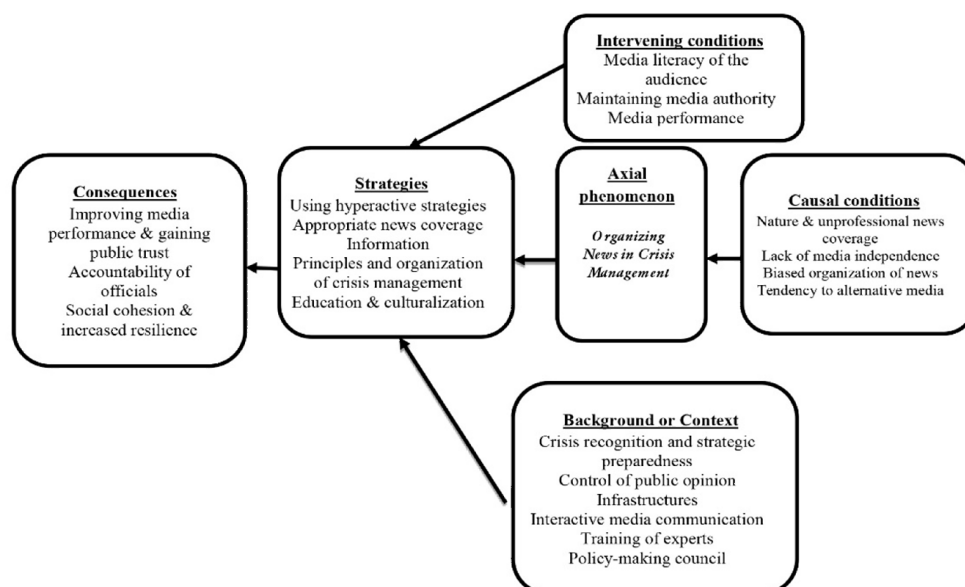 Intervening conditions
Media literacy of the
audience
Maintaining media authority
Media performance
Consequences
Improving media
performance & gaining
public trust
Accountability of
officials
Social cohesion &
increased resilience
Strategies
Using hyperactive strategies
Appropriate news coverage
Information
Principles and organization
of crisis management
Education & culturalization
Axial
phenomenon
Organizing
News in Crisis
Management
Causal conditions
Nature & unprofessional news
coverage
Lack of media independence
Biased organization of news
Tendency to alternative media
Background or Context
Crisis recognition and strategic
preparedness
Control of public opinion
Infrastructures
Interactive media communication
Training of experts
Policy-making council